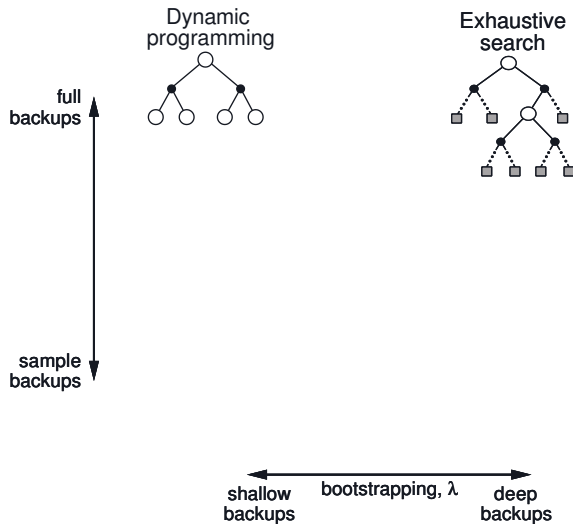 Dynamic
programming
Exhaustive
search
full
backups
sample
backups
bootstrapping, λ
shallow
backups
deep
backups